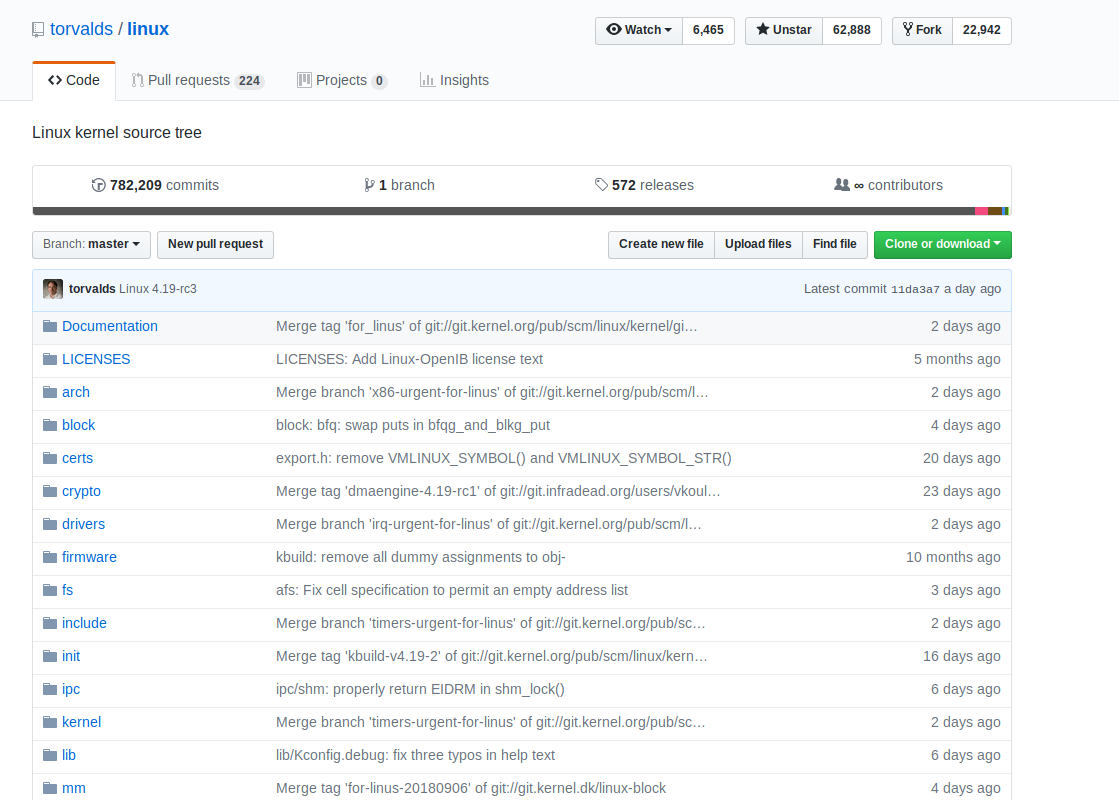 torvalds / linux Watch 6,465 Unstar 62,888 Fork 22,942
Code Pull requests 224 Projects 0 Insights
Linux kernel source tree
782,209 commits 1 branch 572 releases ∞ contributors
Branch: master New pull request Create new file Upload files Find file Clone or download
torvalds Linux 4.19-rc3 Latest commit 11da3a7 a day ago
Documentation Merge tag 'for_linus' of git://git.kernel.org/pub/scm/linux/kernel/gi… 2 days ago
LICENSES LICENSES: Add Linux-OpenIB license text 5 months ago
arch Merge branch 'x86-urgent-for-linus' of git://git.kernel.org/pub/scm/l… 2 days ago
block block: bfq: swap puts in bfqg_and_blkg_put 4 days ago
certs export.h: remove VMLINUX_SYMBOL() and VMLINUX_SYMBOL_STR() 20 days ago
crypto Merge tag 'dmaengine-4.19-rc1' of git://git.infradead.org/users/vkoul… 23 days ago
drivers Merge branch 'irq-urgent-for-linus' of git://git.kernel.org/pub/scm/l… 2 days ago
firmware kbuild: remove all dummy assignments to obj- 10 months ago
fs afs: Fix cell specification to permit an empty address list 3 days ago
include Merge branch 'timers-urgent-for-linus' of git://git.kernel.org/pub/sc… 2 days ago
init Merge tag 'kbuild-v4.19-2' of git://git.kernel.org/pub/scm/linux/kern… 16 days ago
ipc ipc/shm: properly return EIDRM in shm_lock() 6 days ago
kernel Merge branch 'timers-urgent-for-linus' of git://git.kernel.org/pub/sc… 2 days ago
lib lib/Kconfig.debug: fix three typos in help text 6 days ago
mm Merge tag 'for-linus-20180906' of git://git.kernel.dk/linux-block 4 days ago